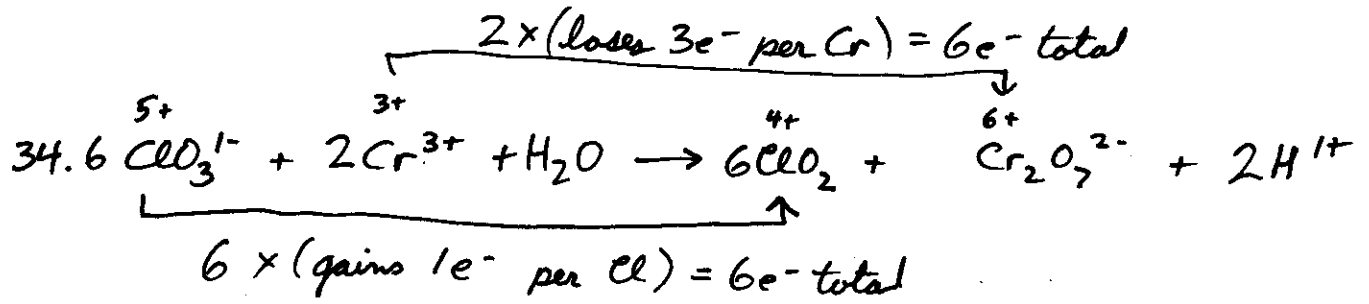 2×(loses 3e⁻ per Cr) = 6e⁻ total
5+ 3+ 4+ 6+
34. 6 ClO₃¹⁻ + 2Cr³⁺ + H₂O → 6ClO₂ + Cr₂O₇²⁻ + 2H¹⁺
6 × (gains 1e⁻ per Cl) = 6e⁻ total